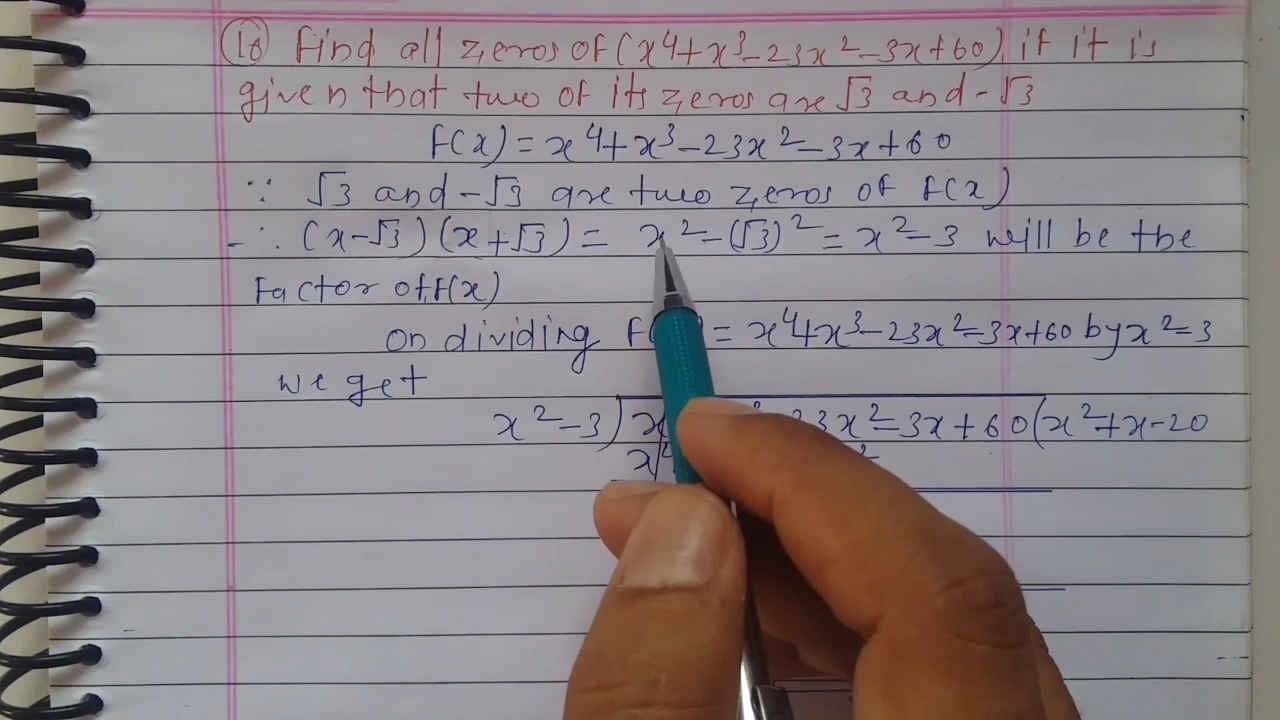 (16) Find all zeros of (x⁴+x³-23x²-3x+60), if it is
given that two of its zeros are √3 and -√3
f(x) = x⁴+x³-23x²-3x+60
∵ √3 and -√3 are two zeros of f(x)
∴ (x-√3)(x+√3) = x²-(√3)² = x²-3 will be the
Factor of f(x)
on dividing = x⁴+x³-23x²-3x+60 by x²-3
we get
x²-3) 3x²-3x+60(x²+x-20